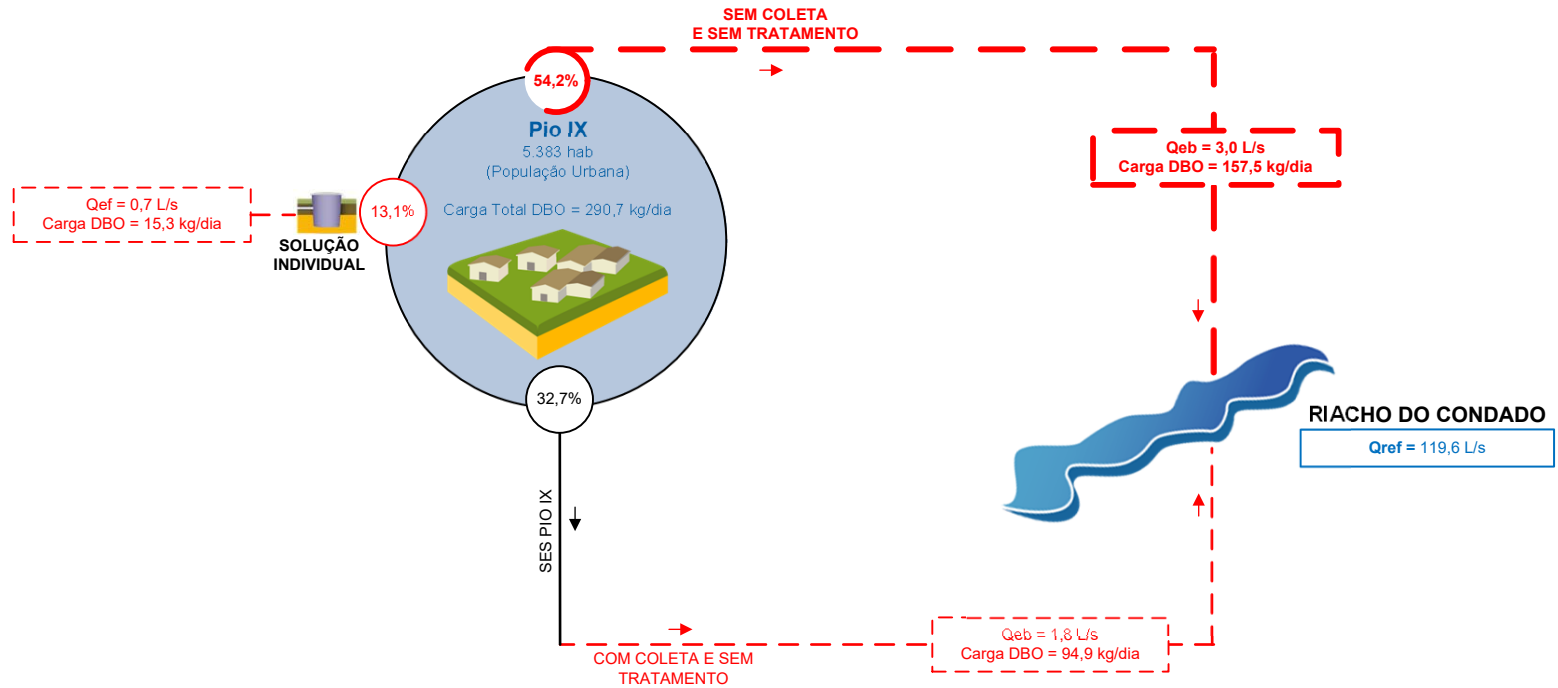 SEM COLETA
E SEM TRATAMENTO
54,2%
Pio IX
5.383 hab
(População Urbana)
Carga Total DBO = 290,7 kg/dia
Qeb = 3,0 L/s
Carga DBO = 157,5 kg/dia
Qef = 0,7 L/s
Carga DBO = 15,3 kg/dia
13,1%
SOLUÇÃO
INDIVIDUAL
32,7%
RIACHO DO CONDADO
Qref = 119,6 L/s
SES PIO IX
COM COLETA E SEM
TRATAMENTO
Qeb = 1,8 L/s
Carga DBO = 94,9 kg/dia